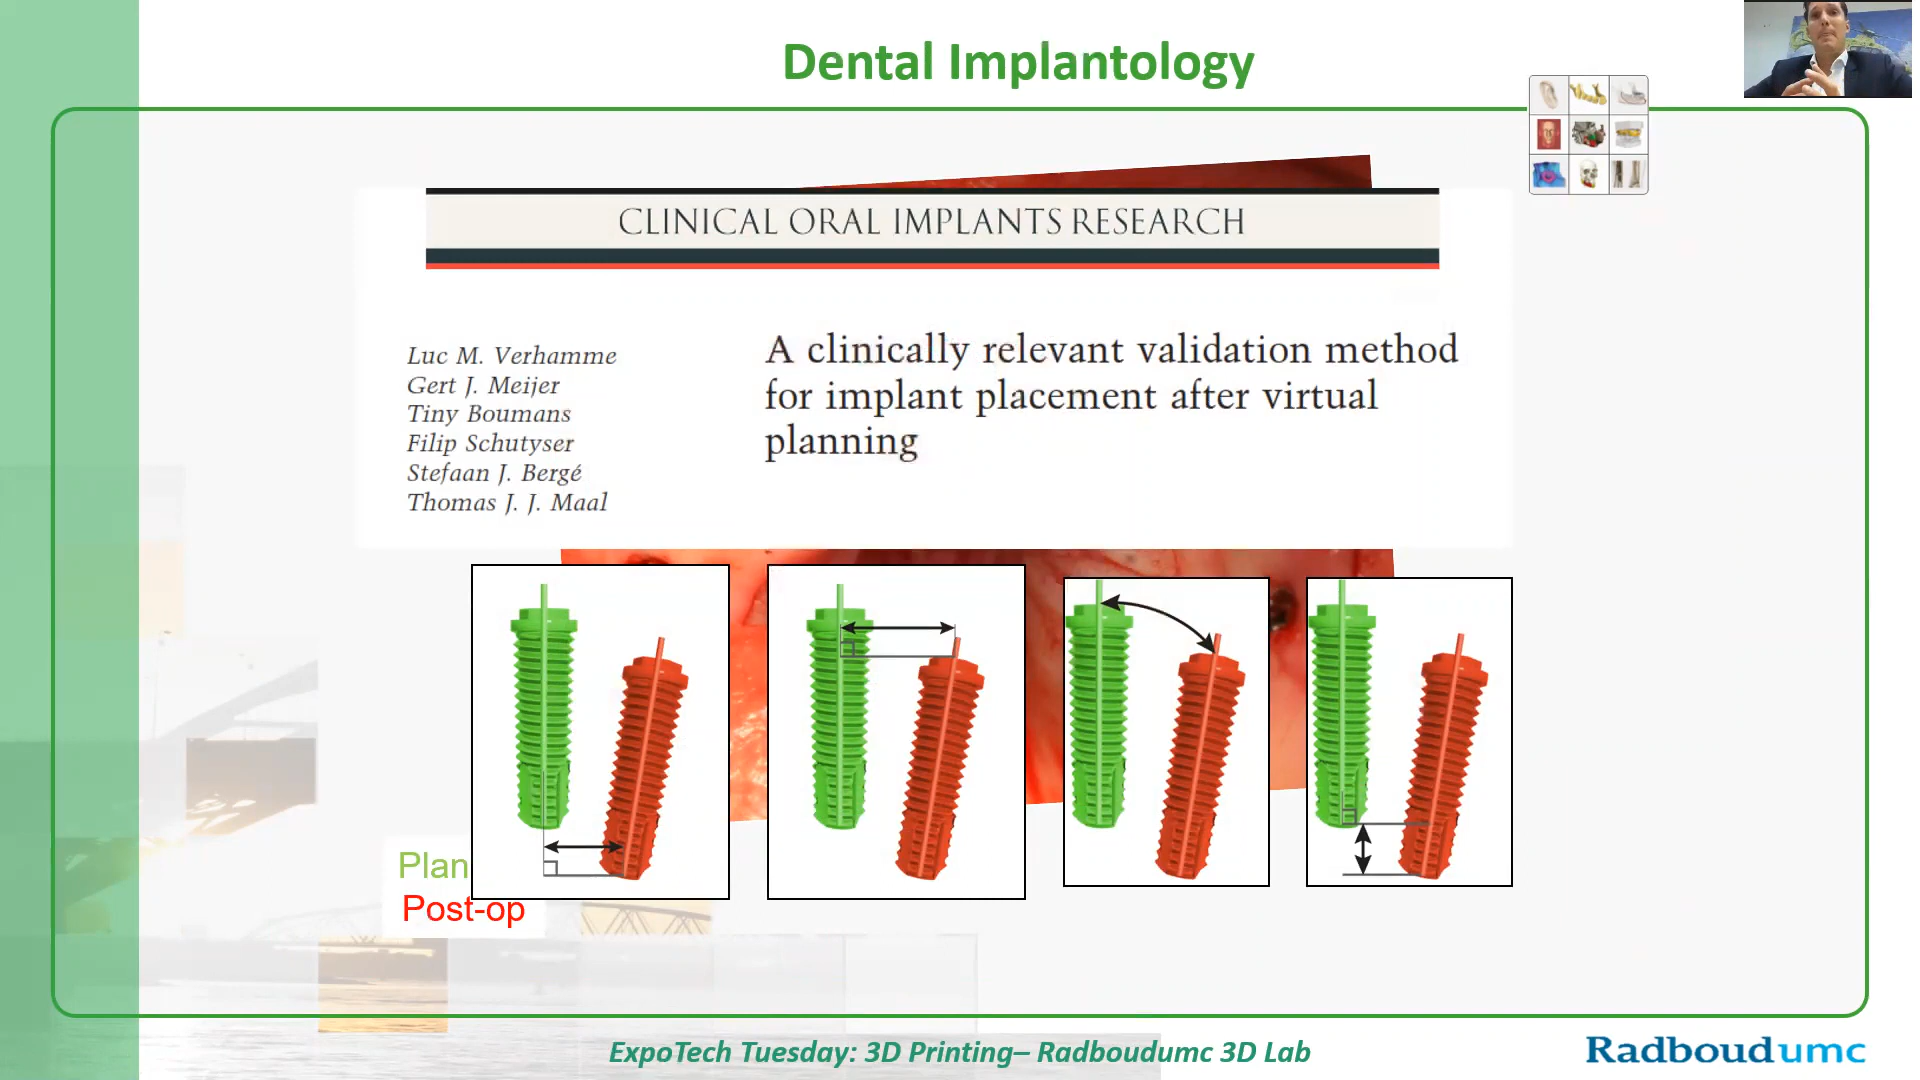 Dental Implantology
CLINICAL ORAL IMPLANTS RESEARCH
Luc M. Verhamme
Gert J. Meijer
Tiny Boumans
Filip Schutyser
Stefaan J. Bergé
Thomas J. J. Maal
A clinically relevant validation method
for implant placement after virtual
planning
Plan
Post-op
ExpoTech Tuesday: 3D Printing– Radboudumc 3D Lab
Radboudumc